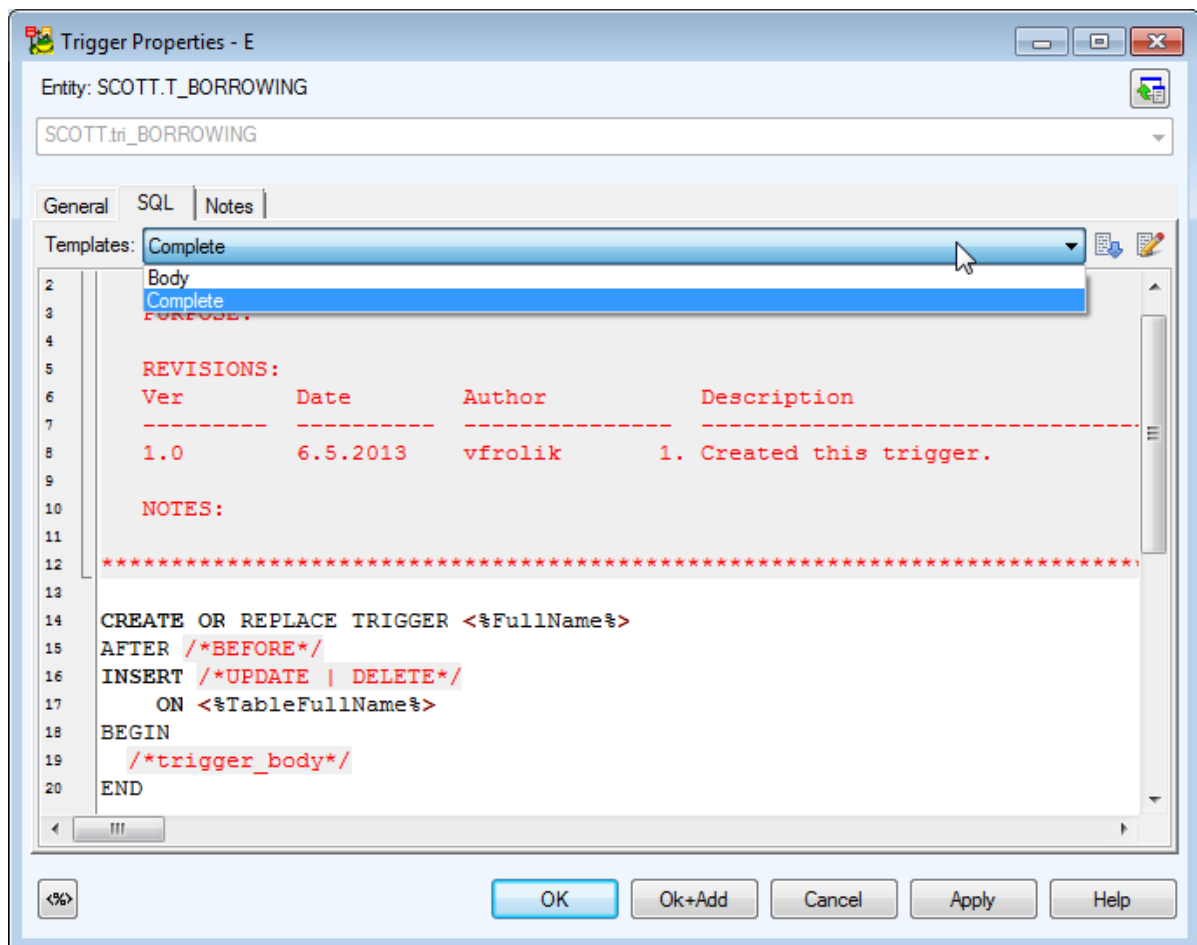 Trigger Properties - E
Entity: SCOTT.T_BORROWING
SCOTT.tri_BORROWING
General SQL Notes
Templates: Complete
Body
Complete
2
3 PURPOSE:
4
5 REVISIONS:
6 Ver Date Author Description
7 --------- ---------- --------------- --------------------------------
8 1.0 6.5.2013 vfrolik 1. Created this trigger.
9
10 NOTES:
11
12 ***************************************************************************
13
14 CREATE OR REPLACE TRIGGER <%FullName%>
15 AFTER /*BEFORE*/
16 INSERT /*UPDATE | DELETE*/
17 ON <%TableFullName%>
18 BEGIN
19 /*trigger_body*/
20 END
<%> OK Ok+Add Cancel Apply Help